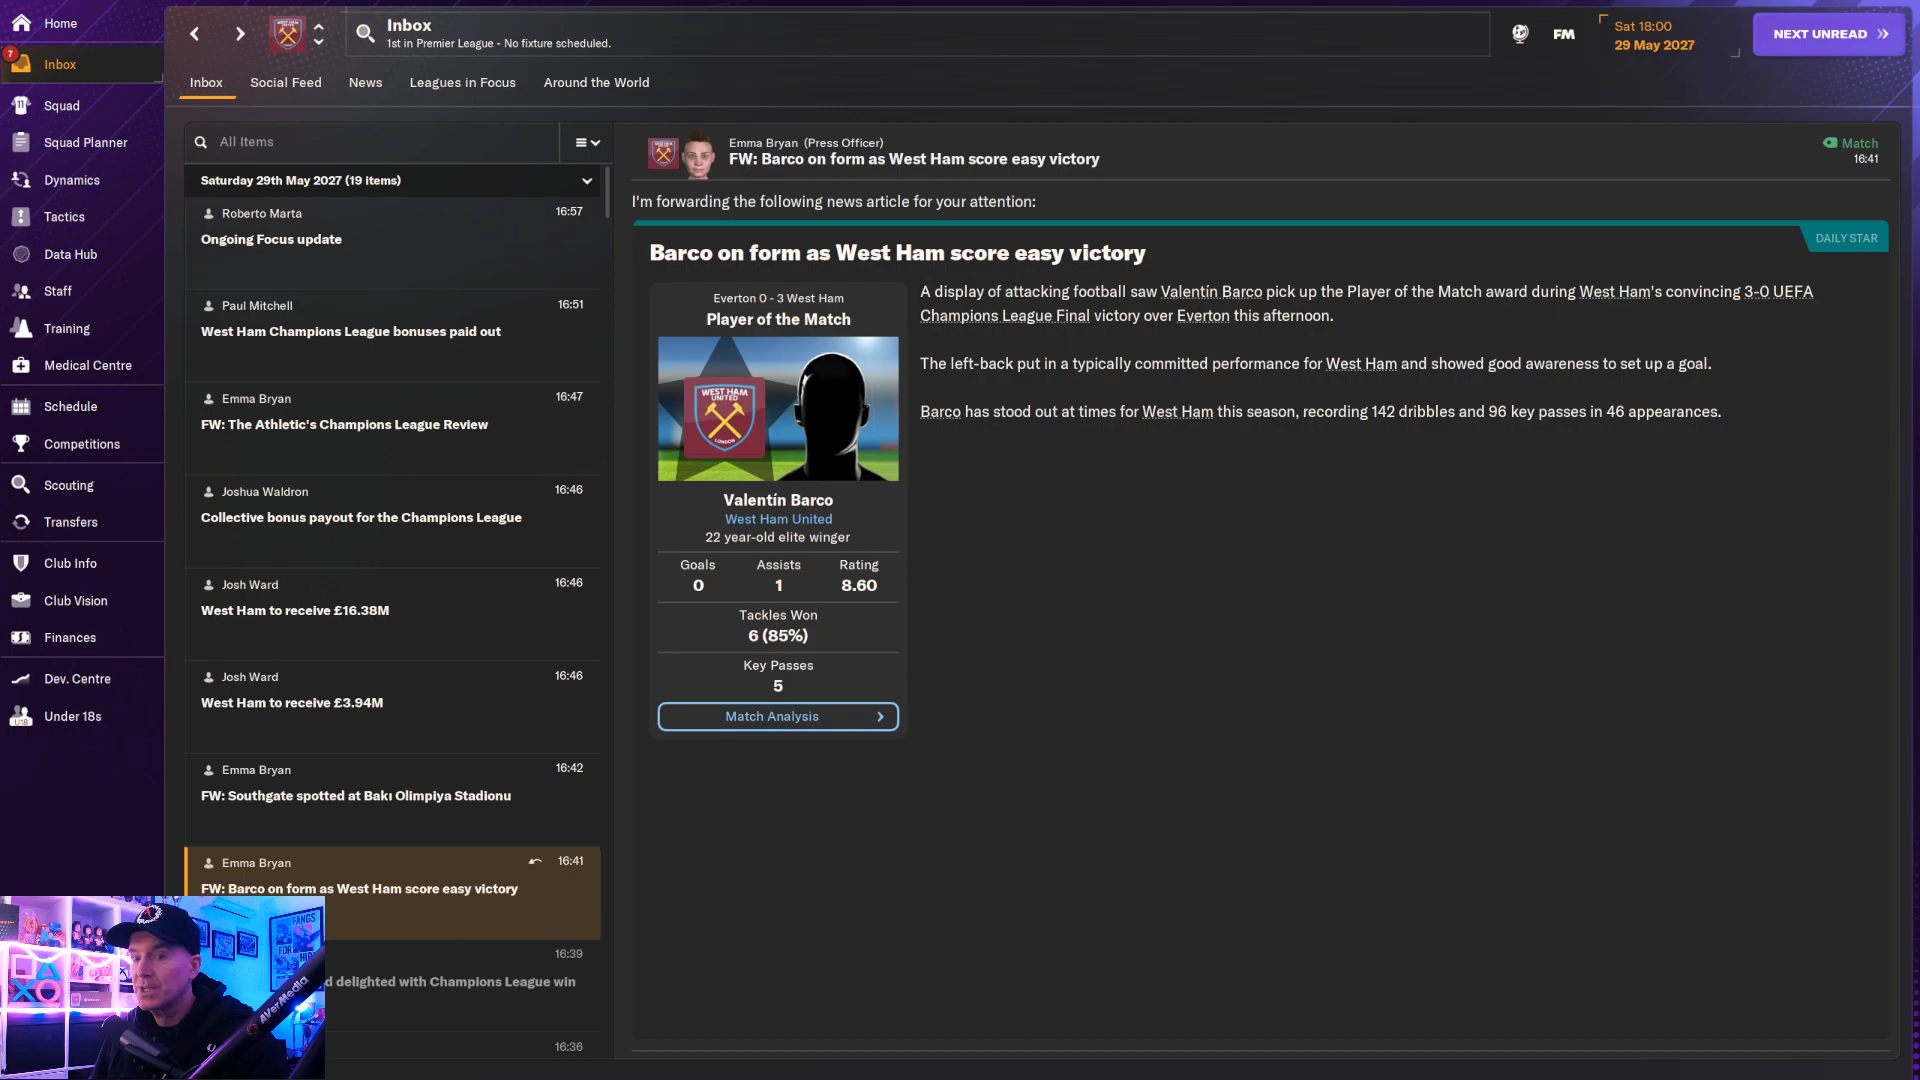 Home
7
Inbox
Squad
Squad Planner
Dynamics
Tactics
Data Hub
Staff
Training
Medical Centre
Schedule
Competitions
Scouting
Transfers
Club Info
Club Vision
Finances
Dev. Centre
Under 18s
Inbox
1st in Premier League - No fixture scheduled.
FM
Sat 18:00
29 May 2027
NEXT UNREAD
Inbox
Social Feed
News
Leagues in Focus
Around the World
All Items
Saturday 29th May 2027 (19 items)
Roberto Marta 16:57
Ongoing Focus update
Paul Mitchell 16:51
West Ham Champions League bonuses paid out
Emma Bryan 16:47
FW: The Athletic's Champions League Review
Joshua Waldron 16:46
Collective bonus payout for the Champions League
Josh Ward 16:46
West Ham to receive £16.38M
Josh Ward 16:46
West Ham to receive £3.94M
Emma Bryan 16:42
FW: Southgate spotted at Bakı Olimpiya Stadionu
Emma Bryan 16:41
FW: Barco on form as West Ham score easy victory
16:39
d delighted with Champions League win
16:36
Emma Bryan (Press Officer)
FW: Barco on form as West Ham score easy victory
Match
16:41
I'm forwarding the following news article for your attention:
DAILY STAR
Barco on form as West Ham score easy victory
Everton 0 - 3 West Ham
Player of the Match
WEST HAM
UNITED
LONDON
Valentín Barco
West Ham United
22 year-old elite winger
Goals Assists Rating
0 1 8.60
Tackles Won
6 (85%)
Key Passes
5
Match Analysis
A display of attacking football saw Valentín Barco pick up the Player of the Match award during West Ham's convincing 3-0 UEFA
Champions League Final victory over Everton this afternoon.
The left-back put in a typically committed performance for West Ham and showed good awareness to set up a goal.
Barco has stood out at times for West Ham this season, recording 142 dribbles and 96 key passes in 46 appearances.
FANGS
FOR
AVerMedia